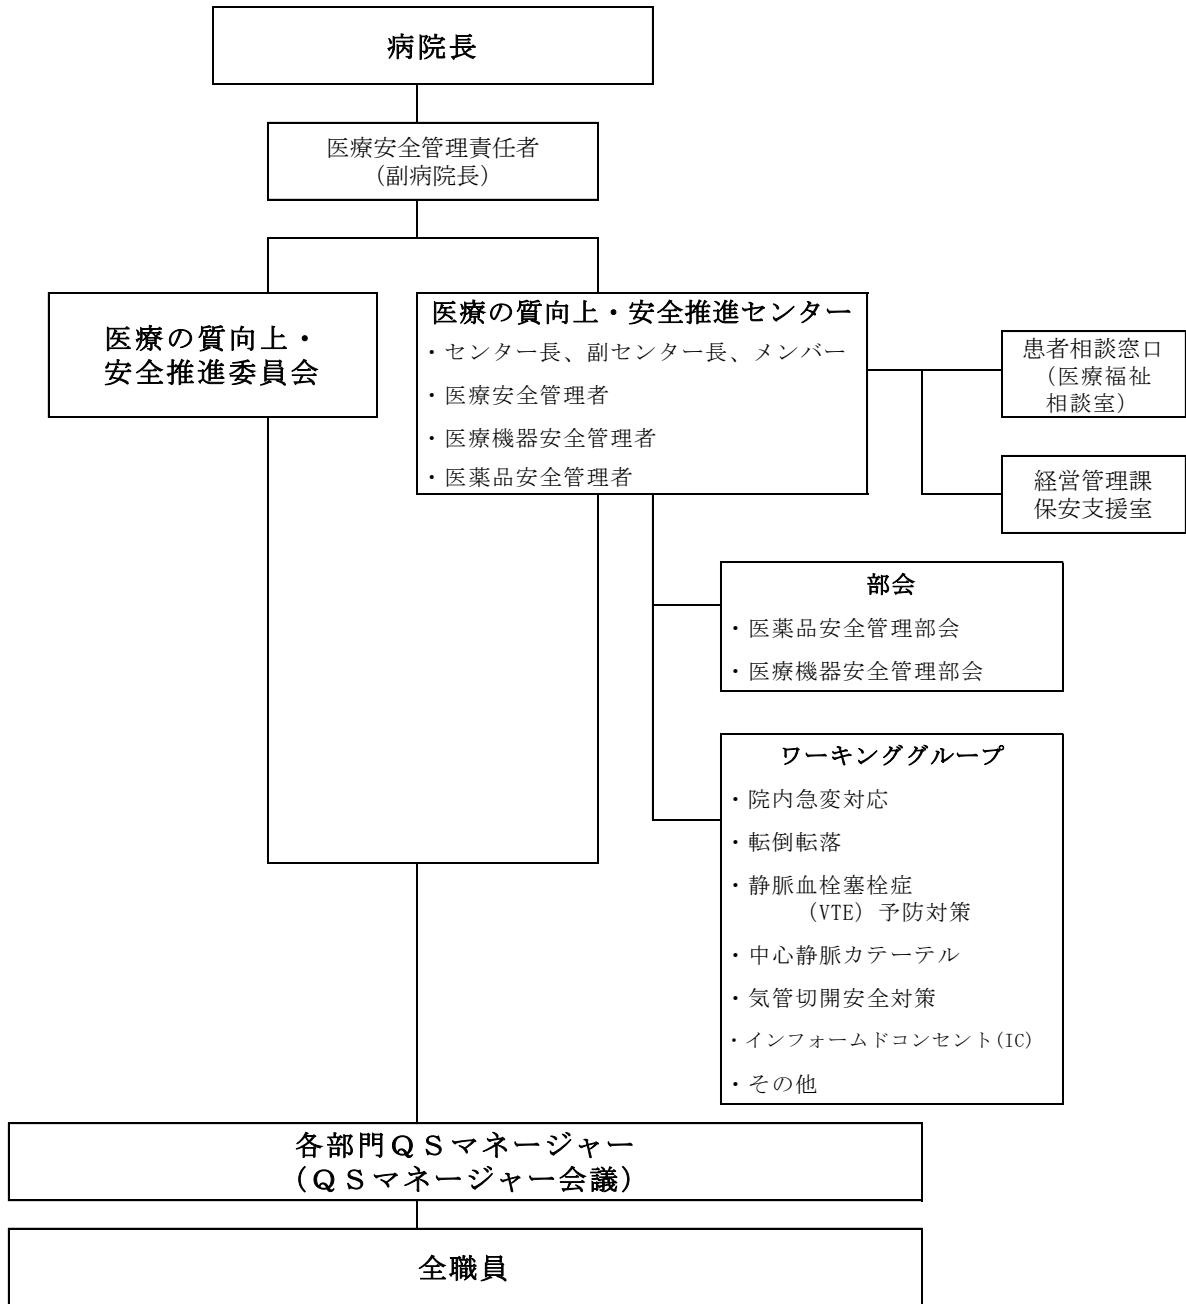 病院長
医療安全管理責任者
(副病院長)
医療の質向上・
安全推進委員会
医療の質向上・安全推進センター
・センター長、副センター長、メンバー
・医療安全管理者
・医療機器安全管理者
・医薬品安全管理者
患者相談窓口
(医療福祉
相談室)
経営管理課
保安支援室
部会
・医薬品安全管理部会
・医療機器安全管理部会
ワーキンググループ
・院内急変対応
・転倒転落
・静脈血栓塞栓症
(VTE) 予防対策
・中心静脈カテーテル
・気管切開安全対策
・インフォームドコンセント(IC)
・その他
各部門QSマネージャー
(QSマネージャー会議)
全職員